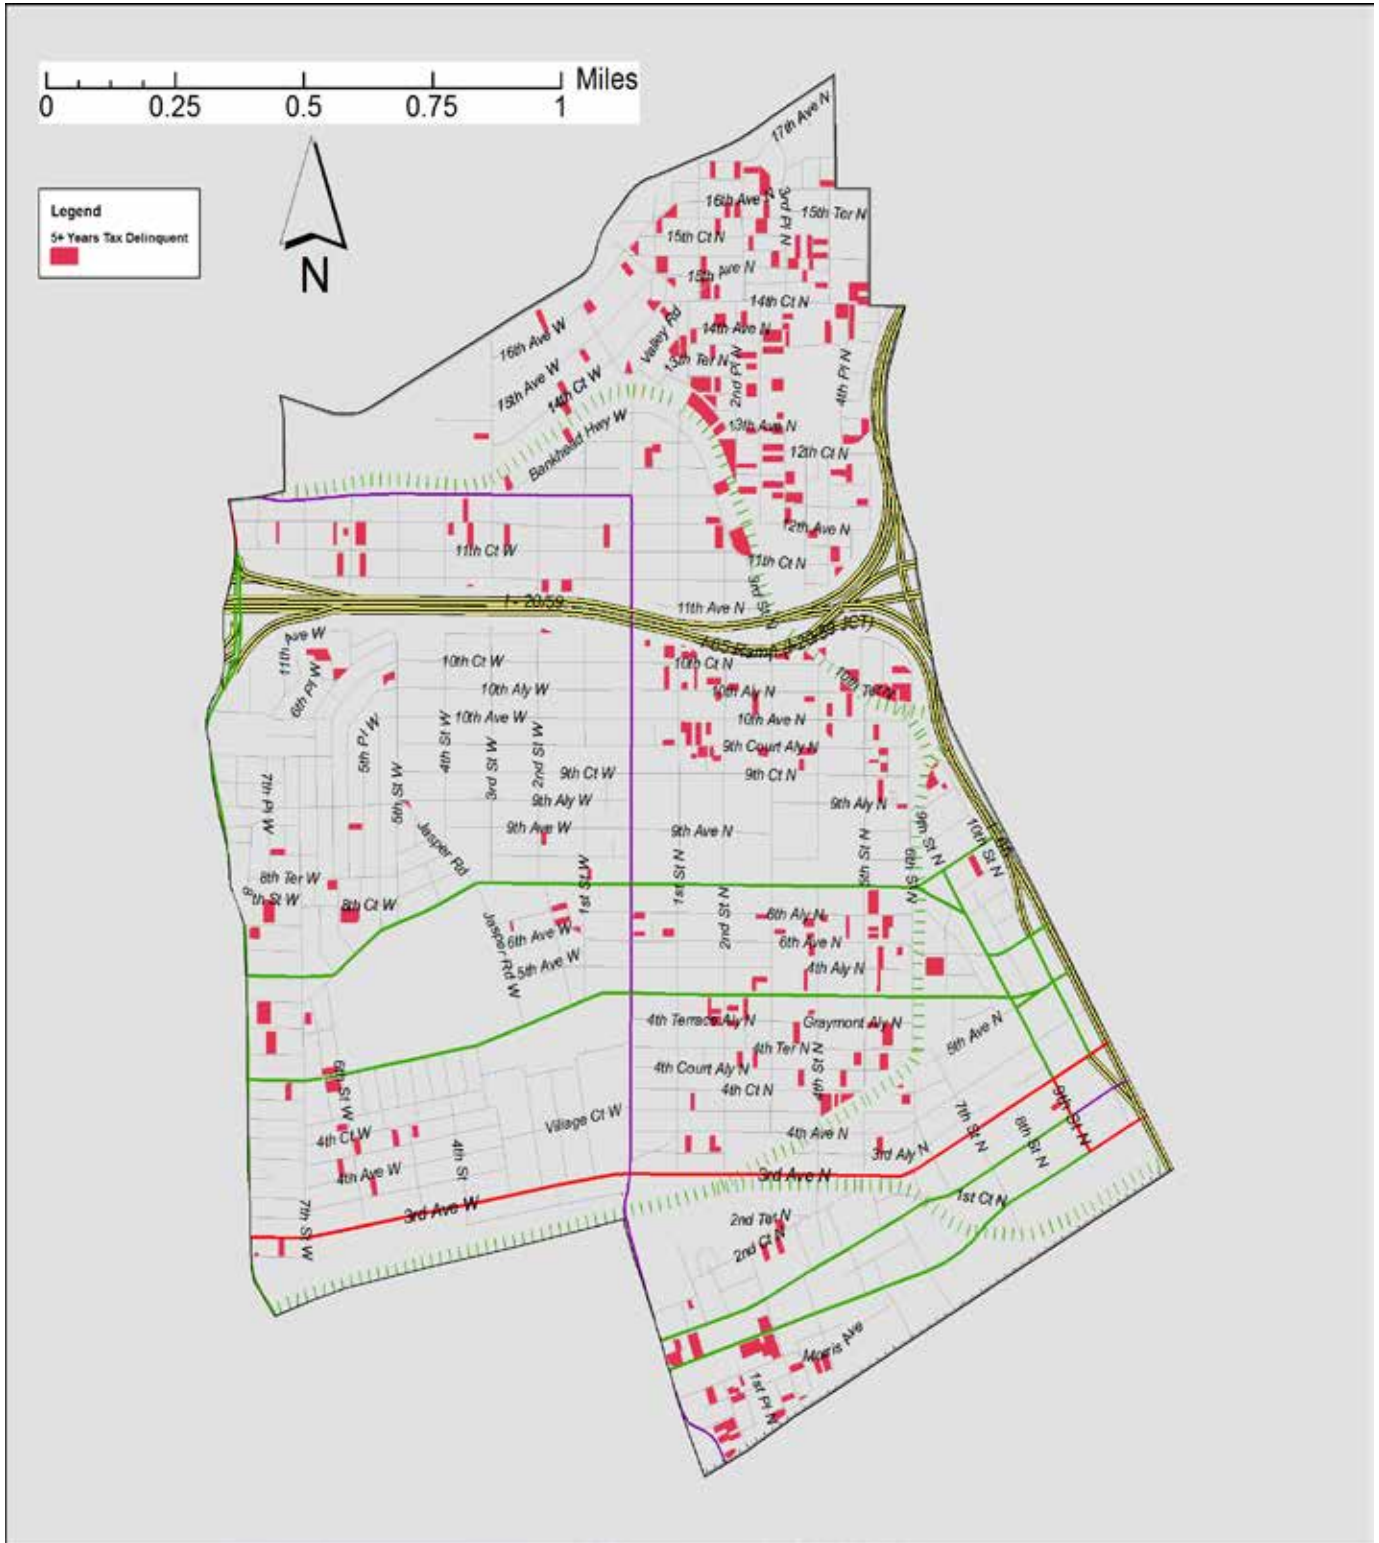 Miles
0 0.25 0.5 0.75 1
N
Legend
5+ Years Tax Delinquent
17th Ave N
16th Ave N
3rd Pl N
15th Ter N
15th Ct N
15th Ave N
14th Ct N
16th Ave W
Valley Rd
14th Ave N
13th Ter N
2nd Pl N
4th Pl N
15th Ave W
14th Ct W
Bankhead Hwy W
13th Ave N
12th Ct N
12th Ave N
11th Ct W
11th Ct N
3rd St N
I - 20/59
11th Ave N
11th Ave W
6th Pl W
10th Ct W
10th Ct N
10th Aly W
10th Aly N
10th Ter N
10th Ave W
10th Ave N
5th Pl W
4th St W
3rd St W
2nd St W
9th Court Aly N
7th Pl W
5th St W
9th Ct W
9th Ct N
9th Aly W
9th Aly N
Jasper Rd
9th Ave W
9th Ave N
5th St N
9th St N
10th St N
8th Ter W
1st St W
1st St N
6th St N
8th Ct W
2nd St N
6th Aly N
Jasper Rd W
6th Ave W
6th Ave N
5th Ave W
4th Aly N
4th Terrace Aly N
Graymont Aly N
5th Ave N
4th Ter N
4th St N
4th Court Aly N
4th Ct N
6th St W
Village Ct W
4th Ct W
4th St
4th Ave W
4th Ave N
3rd Aly N
7th St N
8th St N
9th St N
3rd Ave N
3rd Ave W
7th St W
1st Ct N
2nd Ter N
2nd Ct W
Morris Ave
1st Pl N